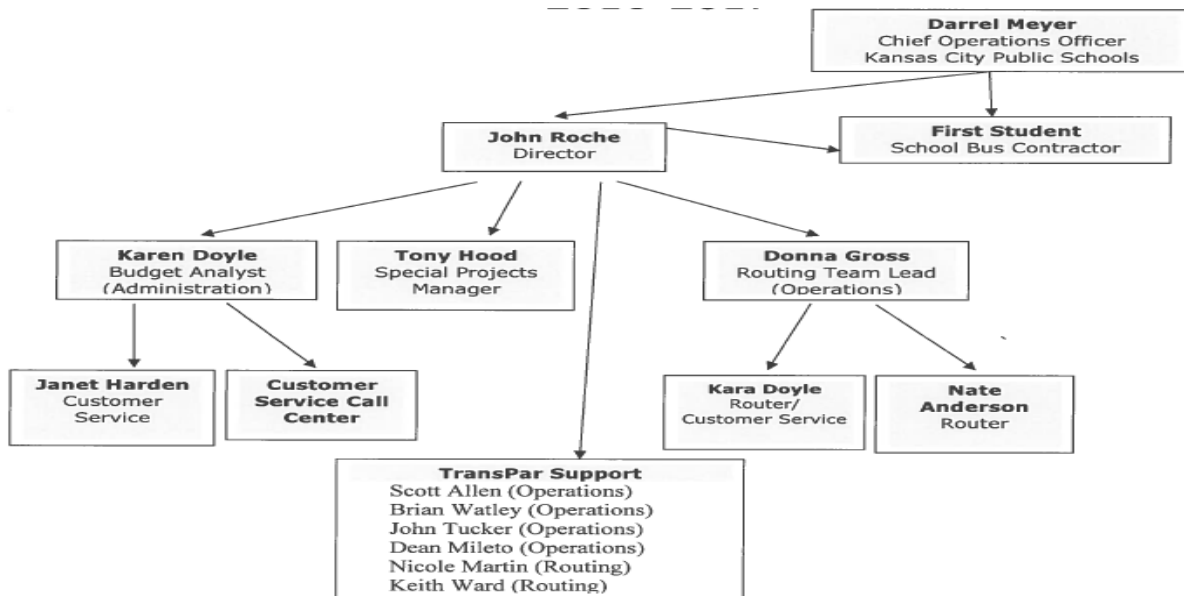 Darrel Meyer
Chief Operations Officer
Kansas City Public Schools
John Roche
Director
First Student
School Bus Contractor
Karen Doyle
Budget Analyst
(Administration)
Tony Hood
Special Projects
Manager
Donna Gross
Routing Team Lead
(Operations)
Janet Harden
Customer
Service
Customer
Service Call
Center
Kara Doyle
Router/
Customer Service
Nate
Anderson
Router
TransPar Support
Scott Allen (Operations)
Brian Watley (Operations)
John Tucker (Operations)
Dean Mileto (Operations)
Nicole Martin (Routing)
Keith Ward (Routing)